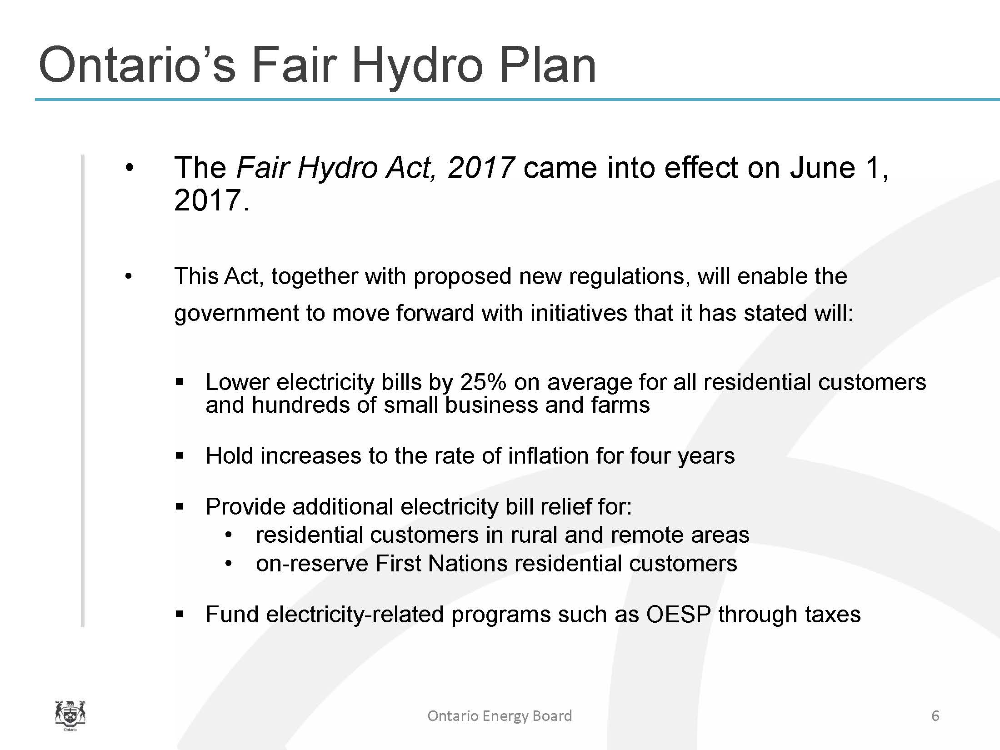 Ontario’s Fair Hydro Plan
• The Fair Hydro Act, 2017 came into effect on June 1,
2017.
• This Act, together with proposed new regulations, will enable the
government to move forward with initiatives that it has stated will:
▪ Lower electricity bills by 25% on average for all residential customers
and hundreds of small business and farms
▪ Hold increases to the rate of inflation for four years
▪ Provide additional electricity bill relief for:
• residential customers in rural and remote areas
• on-reserve First Nations residential customers
▪ Fund electricity-related programs such as OESP through taxes
Ontario
Ontario Energy Board
6